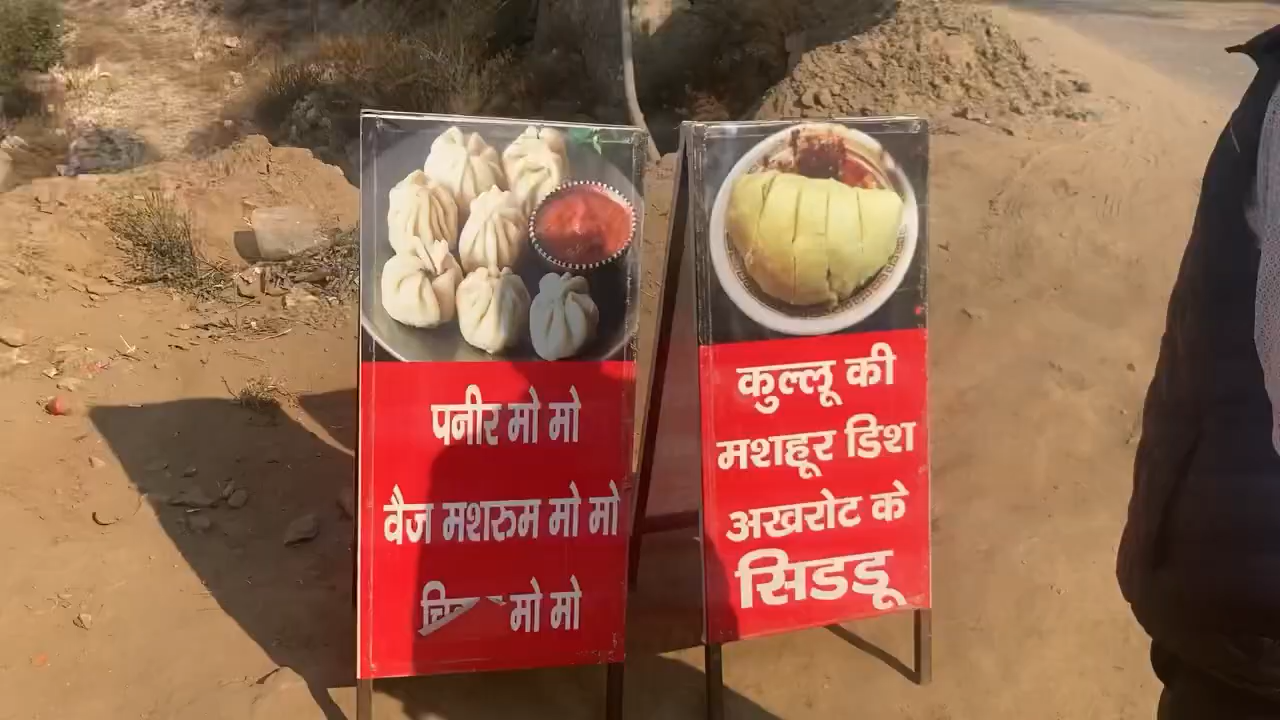 पनीर मो मो
वैज मशरुम मो मो
मो मो
कुल्लू की
मशहूर डिश
अखरोट के
सिडडू